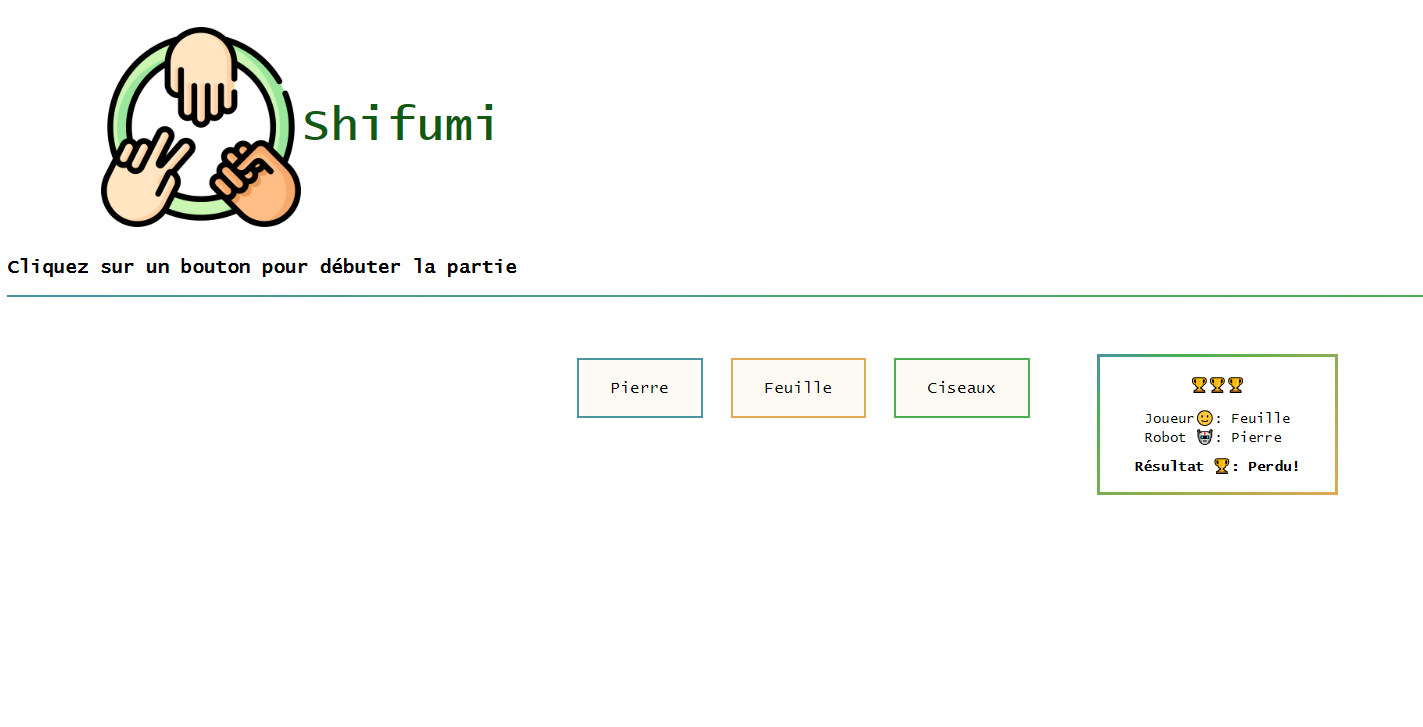 Shifumi
Cliquez sur un bouton pour débuter la partie
Pierre
Feuille
Ciseaux
🏆🏆🏆
Joueur🙂: Feuille
Robot 🤖: Pierre
Résultat 🏆: Perdu!